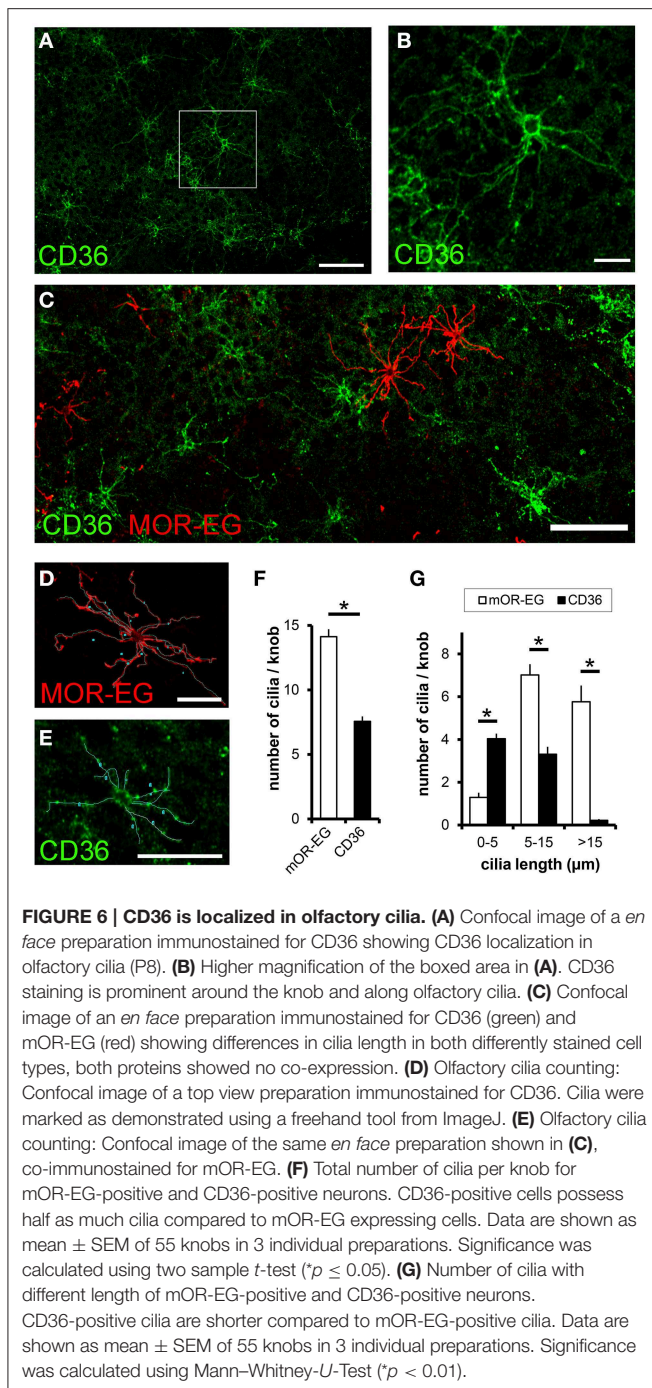 A
CD36
B
CD36
C
CD36 MOR-EG
D
MOR-EG
E
CD36
F
number of cilia / knob
15
10
5
0
*
mOR-EG
CD36
G
mOR-EG CD36
number of cilia / knob
8
6
4
2
0
*
*
*
0-5
5-15
>15
cilia length (µm)
FIGURE 6 | CD36 is localized in olfactory cilia. (A) Confocal image of a en
face preparation immunostained for CD36 showing CD36 localization in
olfactory cilia (P8). (B) Higher magnification of the boxed area in (A). CD36
staining is prominent around the knob and along olfactory cilia. (C) Confocal
image of an en face preparation immunostained for CD36 (green) and
mOR-EG (red) showing differences in cilia length in both differently stained cell
types, both proteins showed no co-expression. (D) Olfactory cilia counting:
Confocal image of a top view preparation immunostained for CD36. Cilia were
marked as demonstrated using a freehand tool from ImageJ. (E) Olfactory cilia
counting: Confocal image of the same en face preparation shown in (C),
co-immunostained for mOR-EG. (F) Total number of cilia per knob for
mOR-EG-positive and CD36-positive neurons. CD36-positive cells possess
half as much cilia compared to mOR-EG expressing cells. Data are shown as
mean ± SEM of 55 knobs in 3 individual preparations. Significance was
calculated using two sample t-test (*p ≤ 0.05). (G) Number of cilia with
different length of mOR-EG-positive and CD36-positive neurons.
CD36-positive cilia are shorter compared to mOR-EG-positive cilia. Data are
shown as mean ± SEM of 55 knobs in 3 individual preparations. Significance
was calculated using Mann–Whitney-U-Test (*p < 0.01).